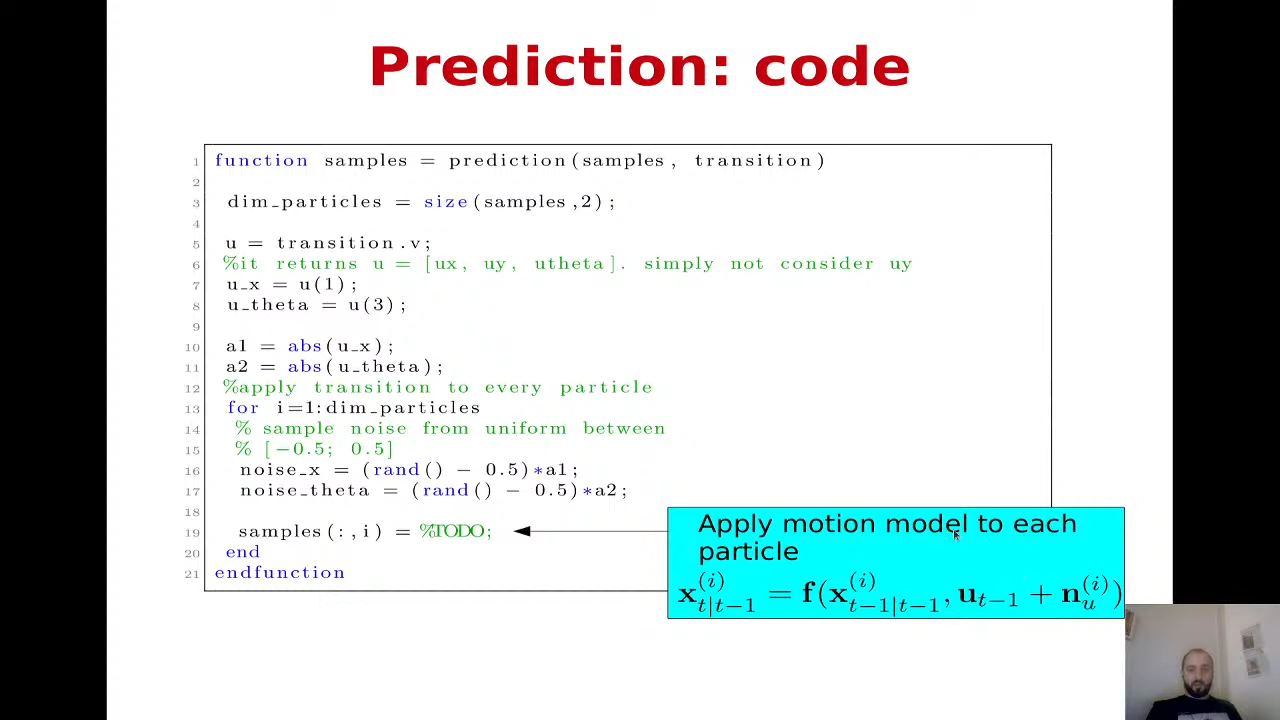 Prediction: code
1 function samples = prediction(samples, transition)
2
3 dim_particles = size(samples,2);
4
5 u = transition.v;
6 %it returns u = [ux, uy, utheta]. simply not consider uy
7 u_x = u(1);
8 u_theta = u(3);
9
10 a1 = abs(u_x);
11 a2 = abs(u_theta);
12 %apply transition to every particle
13 for i=1:dim_particles
14 % sample noise from uniform between
15 % [−0.5; 0.5]
16 noise_x = (rand() − 0.5)*a1;
17 noise_theta = (rand() − 0.5)*a2;
18
19 samples(:,i) = %TODO;
20 end
21 endfunction
Apply motion model to each
particle
x_{t|t−1}^{(i)} = f(x_{t−1|t−1}^{(i)}, u_{t−1} + n_u^{(i)})